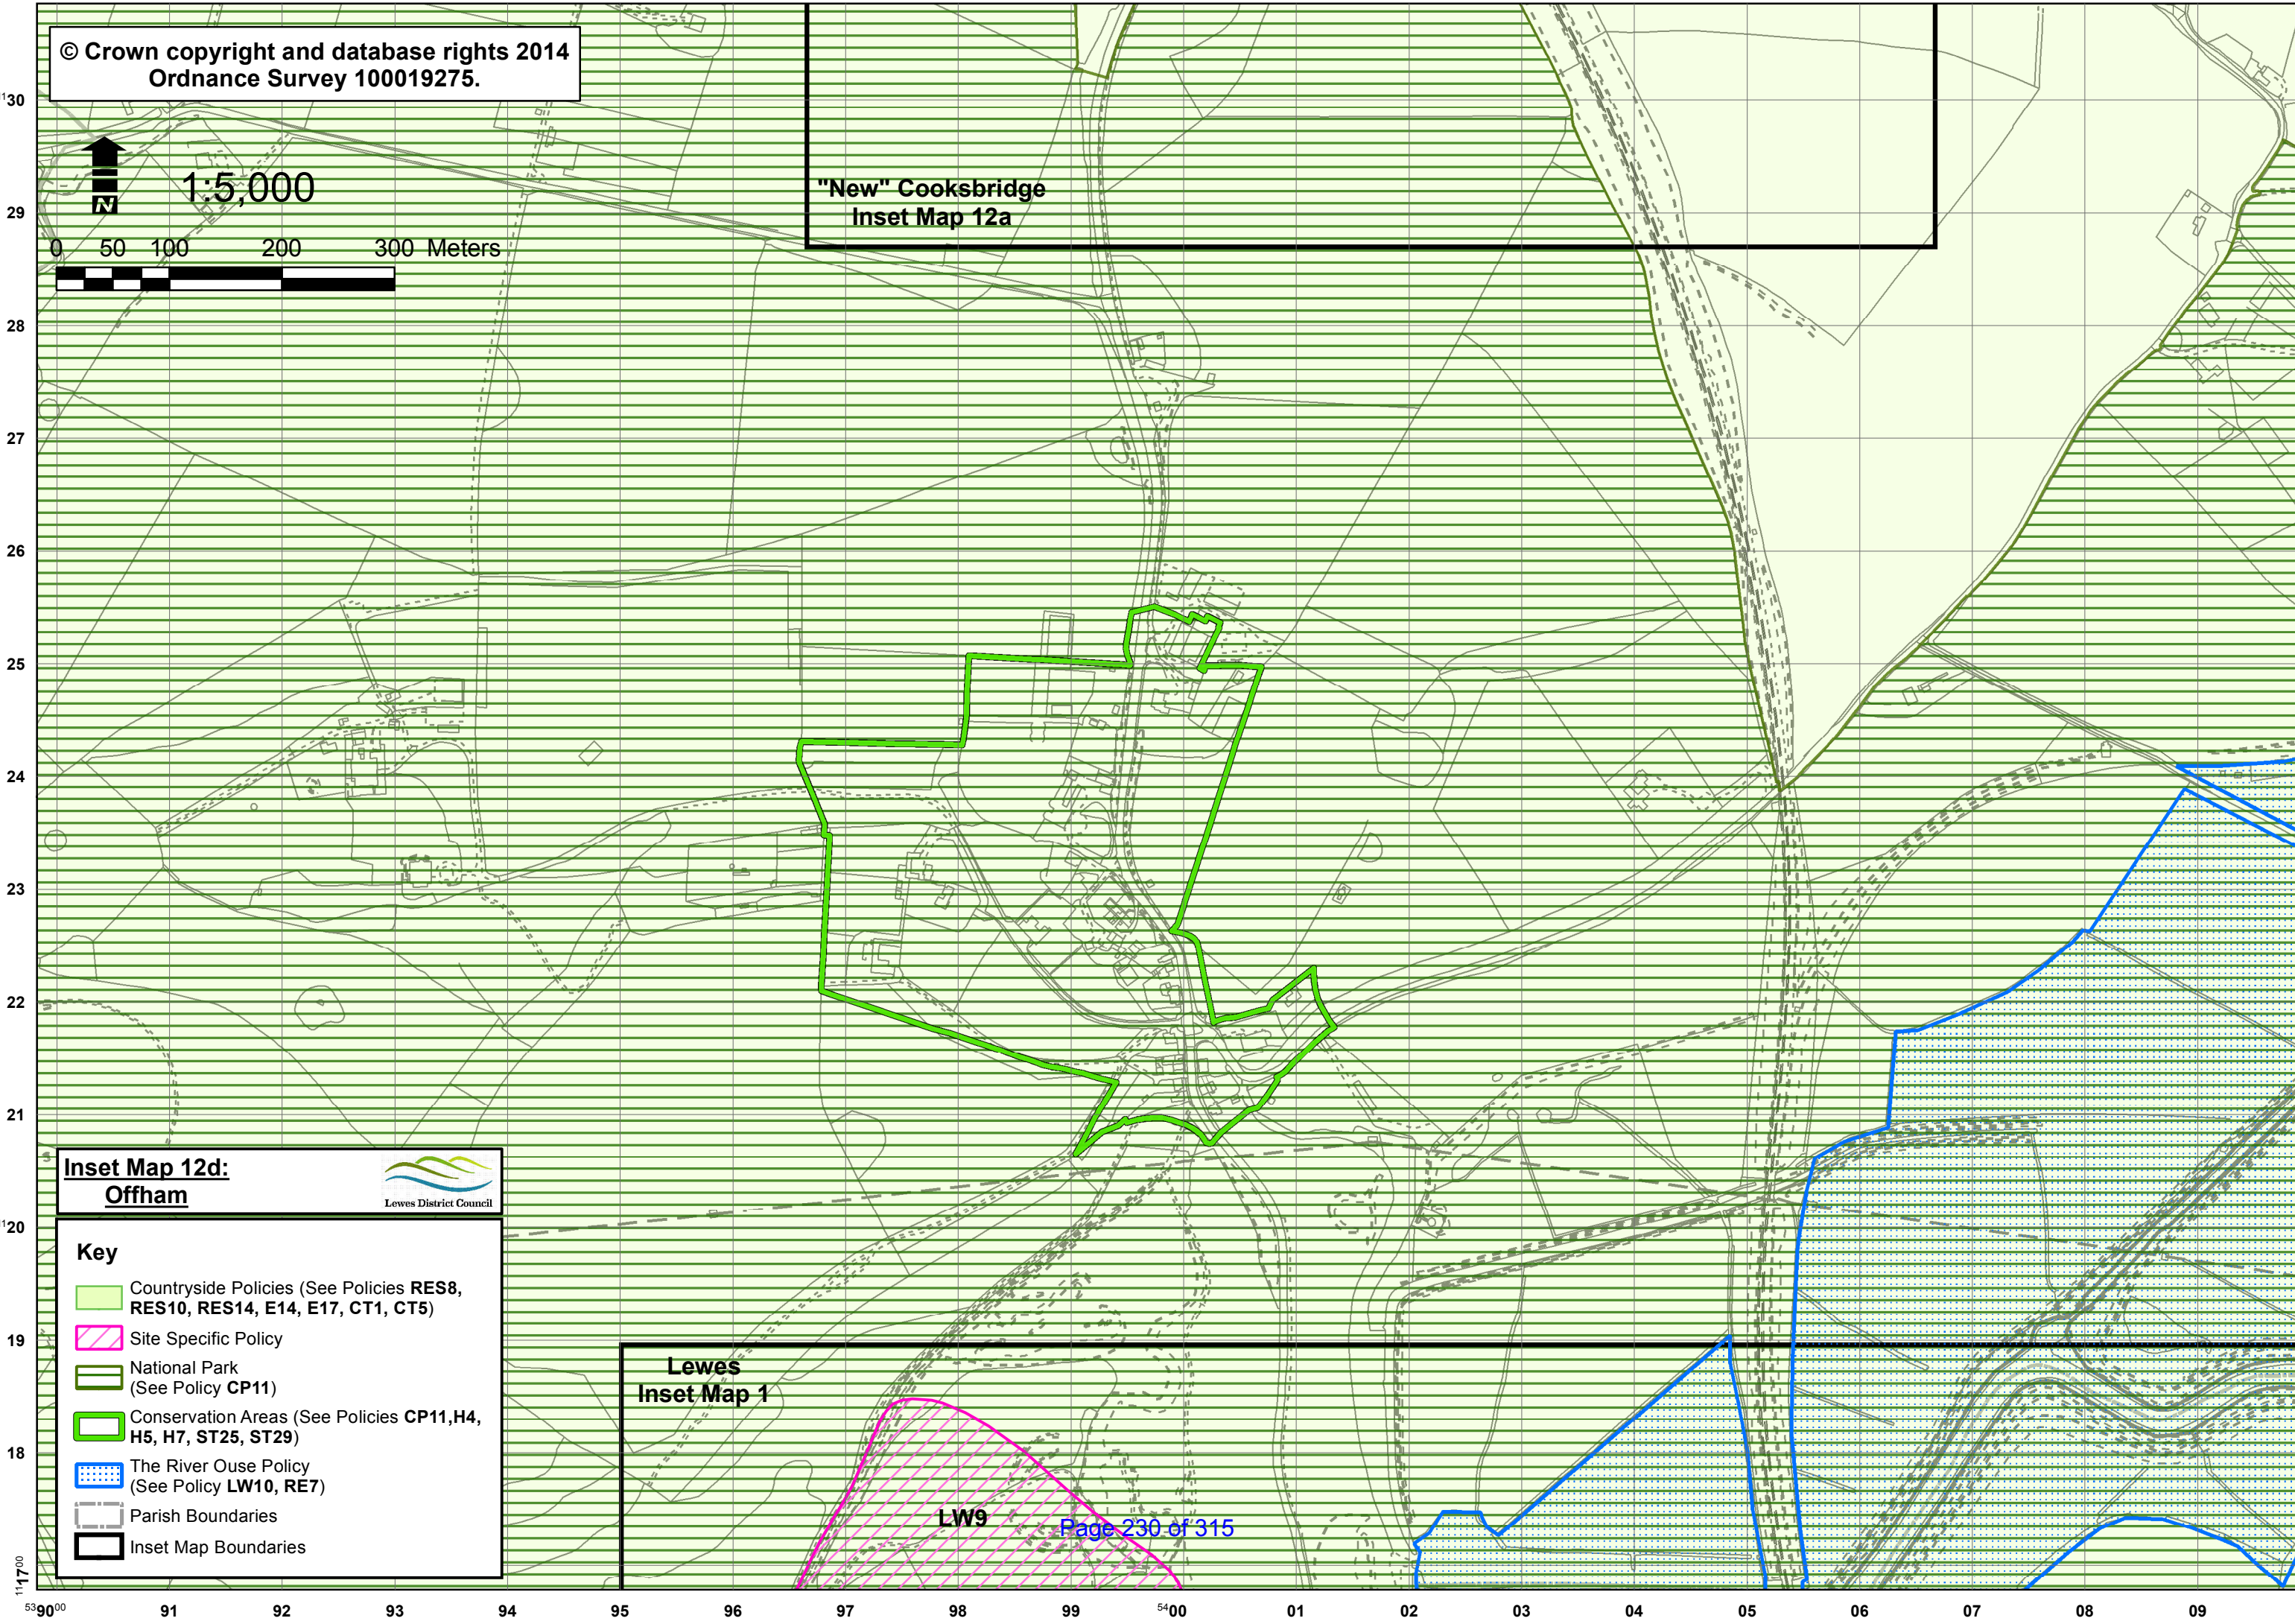 © Crown copyright and database rights 2014
Ordnance Survey 100019275.
N
1:5,000
0 50 100 200 300 Meters
"New" Cooksbridge
Inset Map 12a
1130
29
28
27
26
25
24
23
22
21
20
19
18
111700
Inset Map 12d:
Offham
Lewes District Council
Key
Countryside Policies (See Policies RES8,
RES10, RES14, E14, E17, CT1, CT5)
Site Specific Policy
National Park
(See Policy CP11)
Conservation Areas (See Policies CP11,H4,
H5, H7, ST25, ST29)
The River Ouse Policy
(See Policy LW10, RE7)
Parish Boundaries
Inset Map Boundaries
Lewes
Inset Map 1
LW9
Page 230 of 315
539000 91 92 93 94 95 96 97 98 99 5400 01 02 03 04 05 06 07 08 09